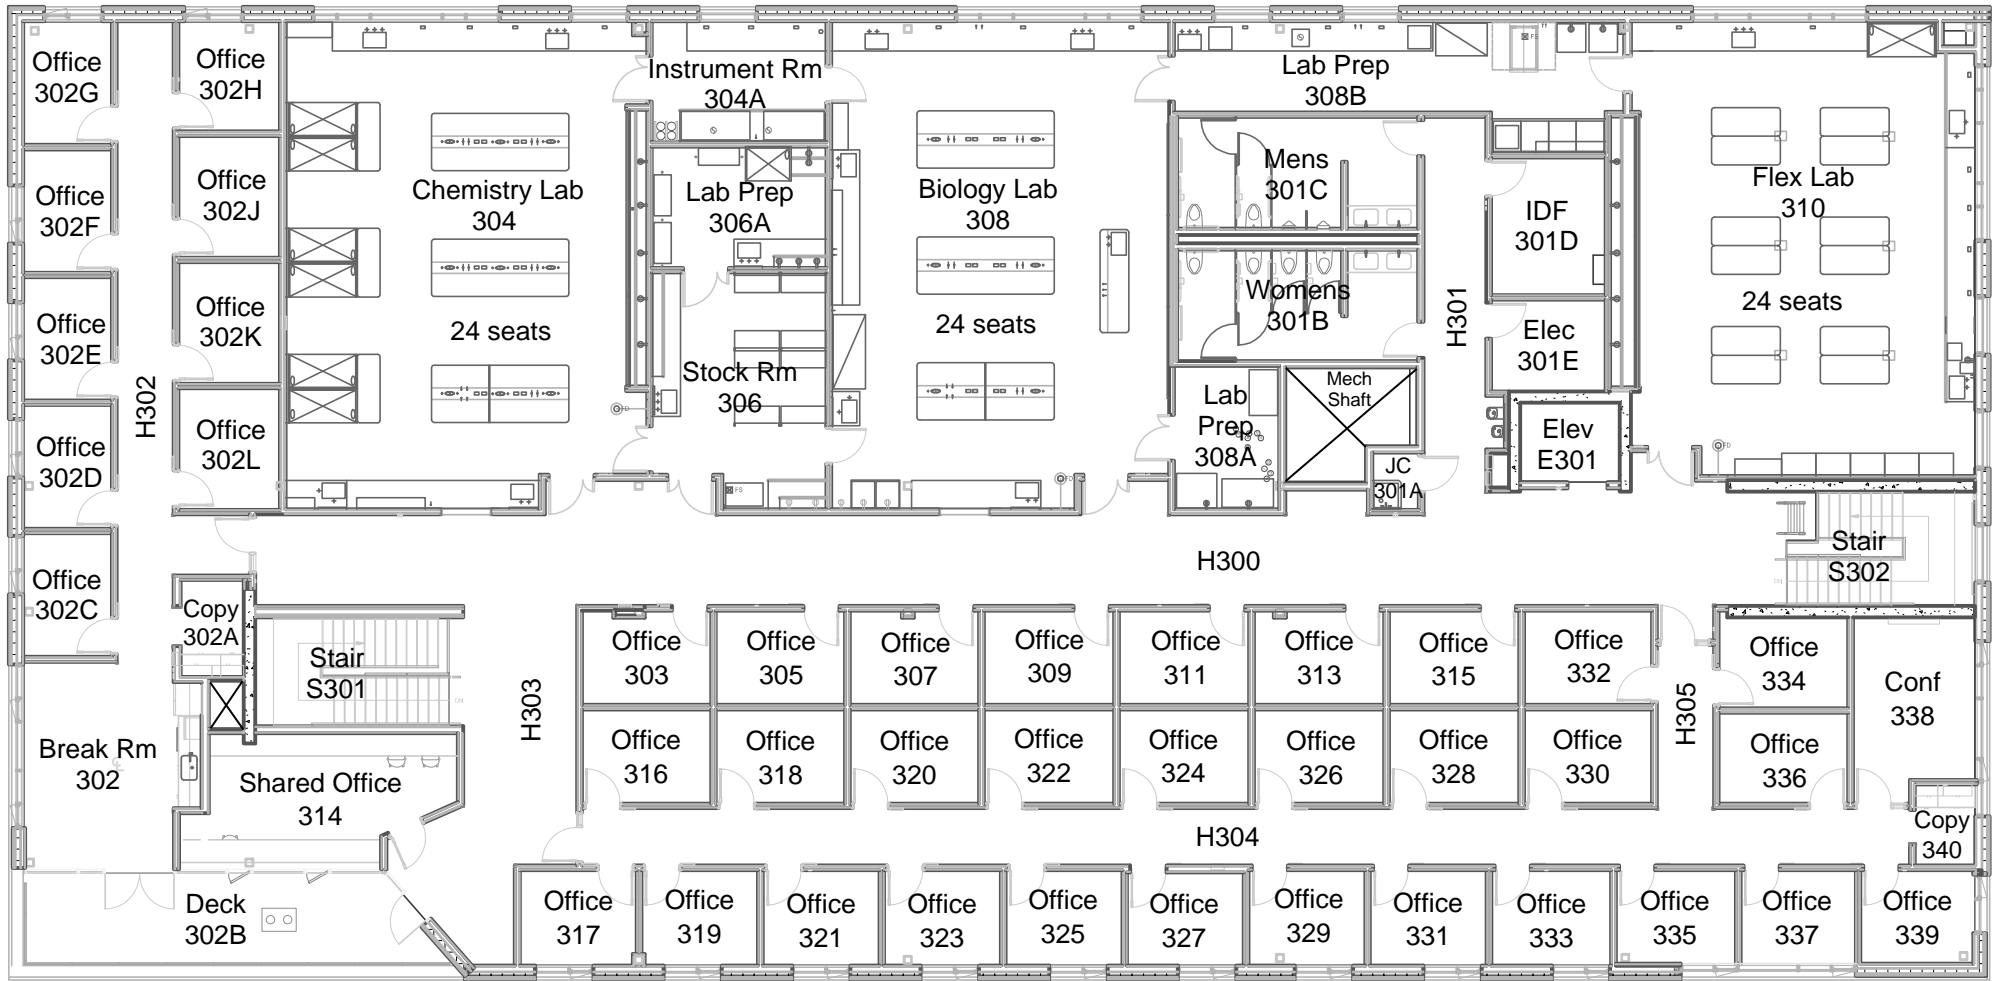 Office
302G
Office
302H
Instrument Rm
304A
Lab Prep
308B
FS
Office
302F
Office
302J
Chemistry Lab
304
Lab Prep
306A
Biology Lab
308
Mens
301C
IDF
301D
Flex Lab
310
Office
302E
Office
302K
24 seats
24 seats
Womens
301B
H301
Elec
301E
24 seats
H302
Office
302D
Office
302L
Stock Rm
306
FD
Lab
Prep
308A
Mech
Shaft
Elev
E301
FD
JC
301A
FS
FD
Office
302C
H300
Stair
S302
DN
Copy
302A
Stair
S301
DN
H303
Office
303
Office
305
Office
307
Office
309
Office
311
Office
313
Office
315
Office
332
H305
Office
334
Conf
338
Break Rm
302
Shared Office
314
Office
316
Office
318
Office
320
Office
322
Office
324
Office
326
Office
328
Office
330
Office
336
H304
Copy
340
Deck
302B
Office
317
Office
319
Office
321
Office
323
Office
325
Office
327
Office
329
Office
331
Office
333
Office
335
Office
337
Office
339